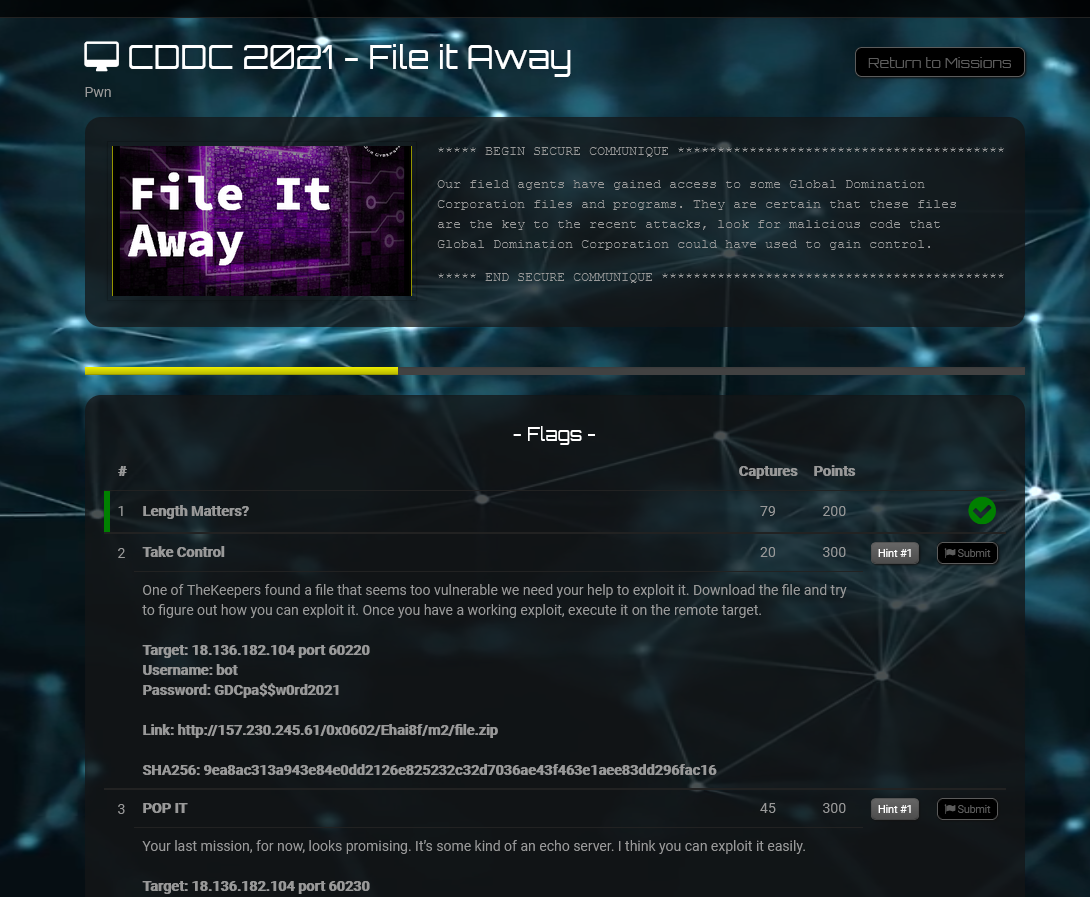 CDDC 2021 - File it Away
Return to Missions
Pwn
File It
Away
***** BEGIN SECURE COMMUNIQUE *****************************************
Our field agents have gained access to some Global Domination
Corporation files and programs. They are certain that these files
are the key to the recent attacks, look for malicious code that
Global Domination Corporation could have used to gain control.
***** END SECURE COMMUNIQUE *******************************************
- Flags -
# Captures Points
1 Length Matters? 79 200
2 Take Control 20 300 Hint #1 Submit
One of TheKeepers found a file that seems too vulnerable we need your help to exploit it. Download the file and try
to figure out how you can exploit it. Once you have a working exploit, execute it on the remote target.
Target: 18.136.182.104 port 60220
Username: bot
Password: GDCpa$$w0rd2021
Link: http://157.230.245.61/0x0602/Ehai8f/m2/file.zip
SHA256: 9ea8ac313a943e84e0dd2126e825232c32d7036ae43f463e1aee83dd296fac16
3 POP IT 45 300 Hint #1 Submit
Your last mission, for now, looks promising. It’s some kind of an echo server. I think you can exploit it easily.
Target: 18.136.182.104 port 60230